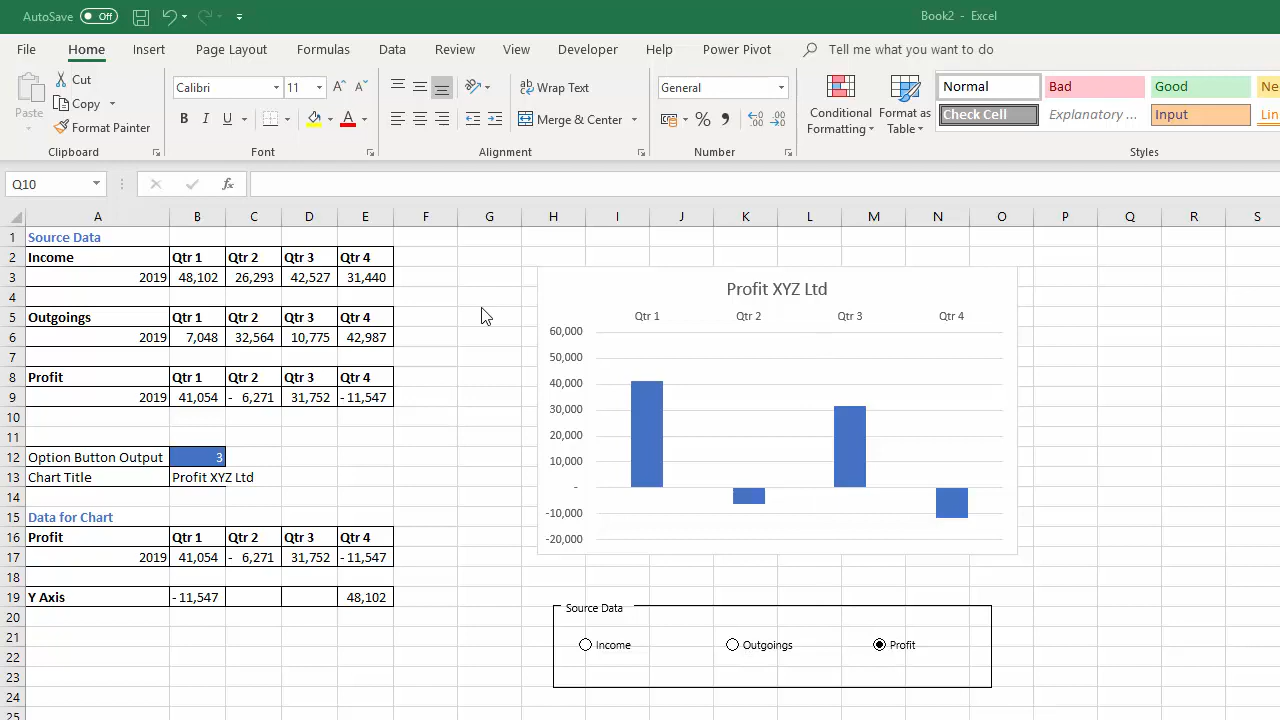 AutoSave Off Book2 - Excel
File Home Insert Page Layout Formulas Data Review View Developer Help Power Pivot Tell me what you want to do
Paste Cut Copy Format Painter
Clipboard
Calibri 11
B I U A
Font
Wrap Text
Merge & Center
Alignment
General
% ,
Number
Conditional Formatting
Format as Table
Normal Bad Good Ne
Check Cell Explanatory ... Input Lin
Styles
Q10 fx
A B C D E F G H I J K L M N O P Q R S
1 Source Data
2 Income Qtr 1 Qtr 2 Qtr 3 Qtr 4
3 2019 48,102 26,293 42,527 31,440
4
5 Outgoings Qtr 1 Qtr 2 Qtr 3 Qtr 4
6 2019 7,048 32,564 10,775 42,987
7
8 Profit Qtr 1 Qtr 2 Qtr 3 Qtr 4
9 2019 41,054 - 6,271 31,752 - 11,547
10
11
12 Option Button Output 3
13 Chart Title Profit XYZ Ltd
14
15 Data for Chart
16 Profit Qtr 1 Qtr 2 Qtr 3 Qtr 4
17 2019 41,054 - 6,271 31,752 - 11,547
18
19 Y Axis - 11,547 48,102
20
21
22
23
24
25
Profit XYZ Ltd
Qtr 1 Qtr 2 Qtr 3 Qtr 4
60,000
50,000
40,000
30,000
20,000
10,000
-
-10,000
-20,000
Source Data
Income Outgoings Profit